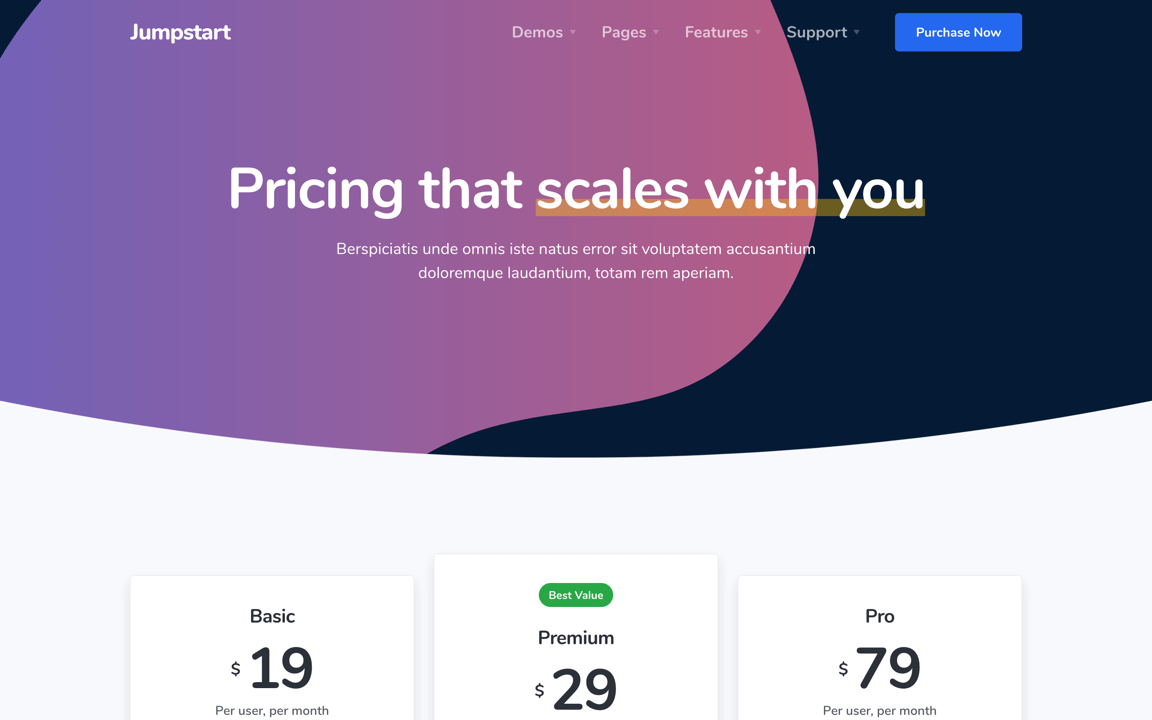 Jumpstart
Demos
Pages
Features
Support
Purchase Now
Pricing that scales with you
Berspiciatis unde omnis iste natus error sit voluptatem accusantium
doloremque laudantium, totam rem aperiam.
Basic
$ 19
Per user, per month
Best Value
Premium
$ 29
Pro
$ 79
Per user, per month